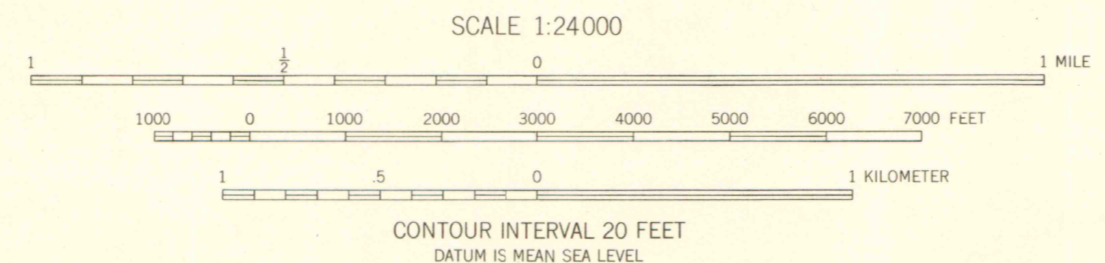 SCALE 1:24000
1 ½ 0 1 MILE
1000 0 1000 2000 3000 4000 5000 6000 7000 FEET
1 .5 0 1 KILOMETER
CONTOUR INTERVAL 20 FEET
DATUM IS MEAN SEA LEVEL